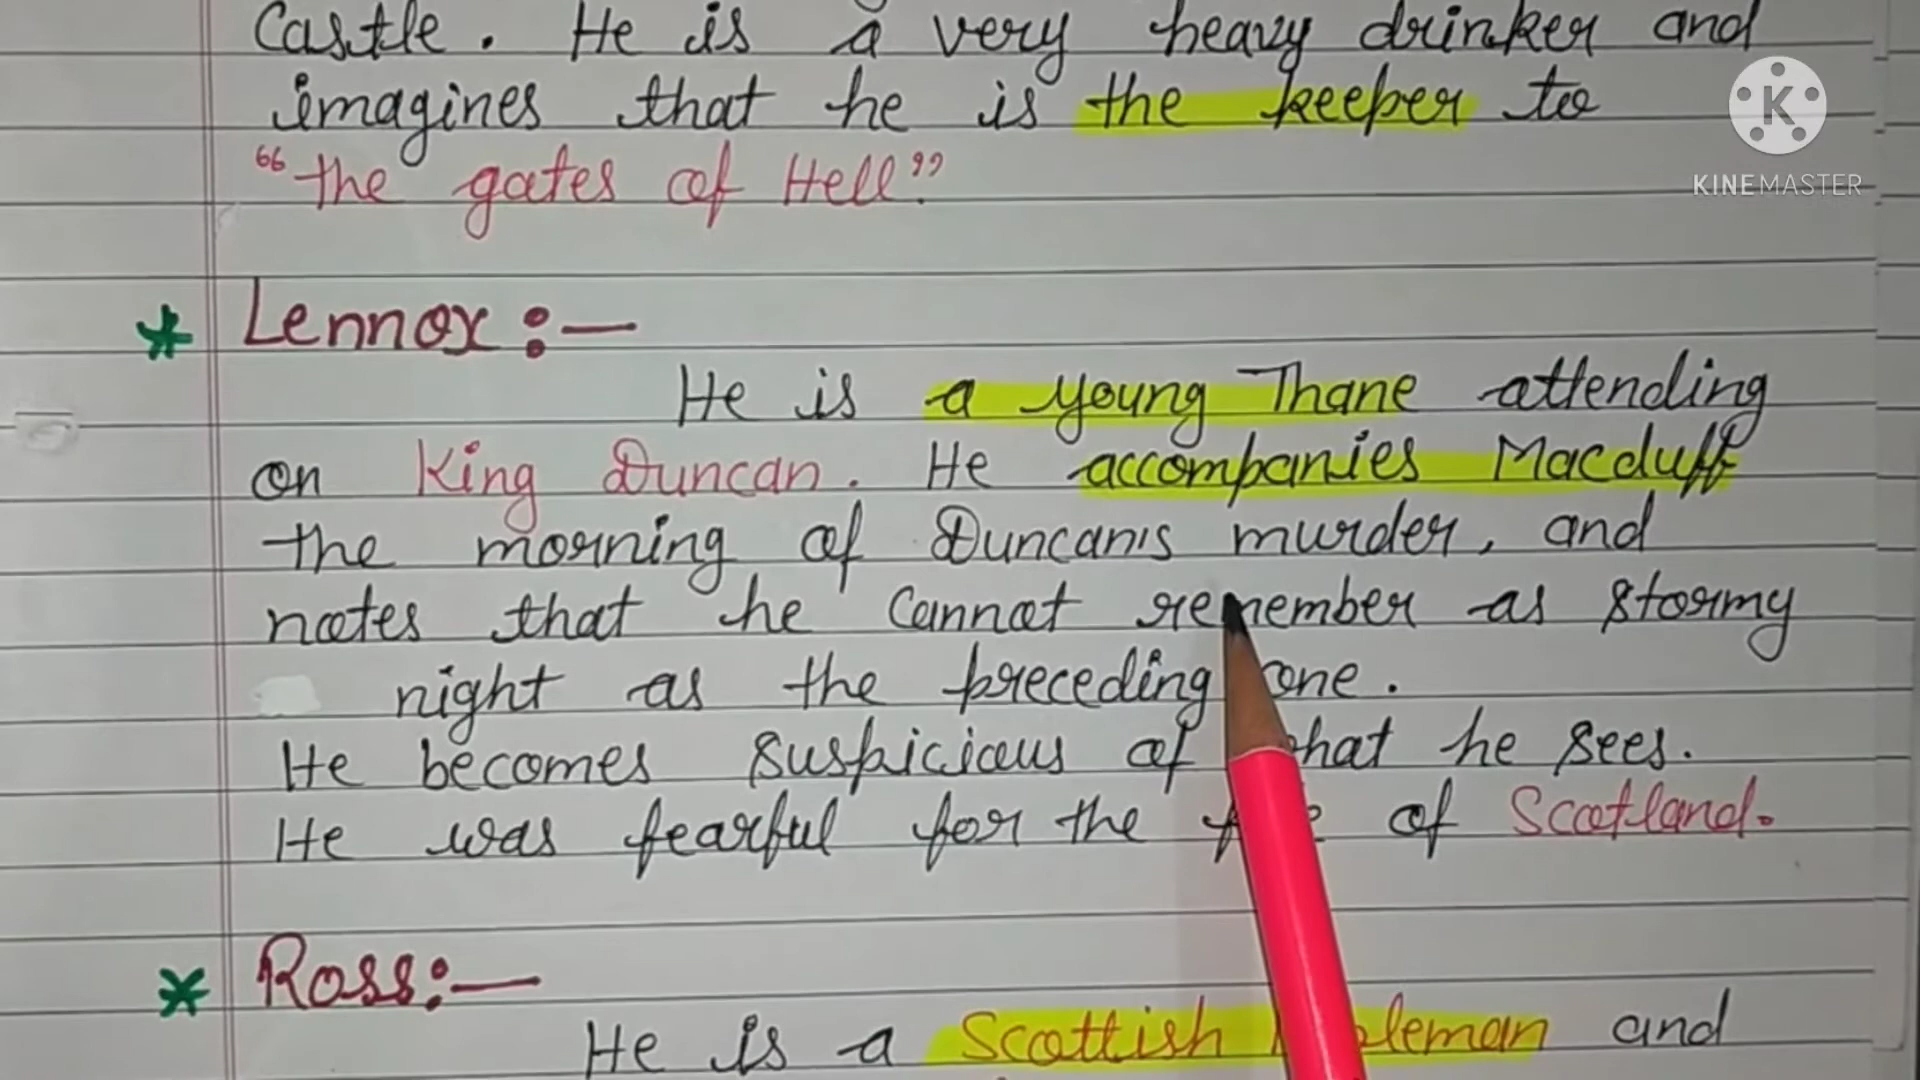 Castle. He is a very heavy drinker and
imagines that he is the keeper to
"the gates of Hell".
KINEMASTER
* Lennox :-
He is a young Thane attending
on King Duncan. He accompanies Macduff
the morning of Duncan's murder, and
notes that he cannot remember as stormy
night as the preceding one.
He becomes suspicious of what he sees.
He was fearful for the of Scotland.
* Ross:-
He is a Scottish Nobleman and